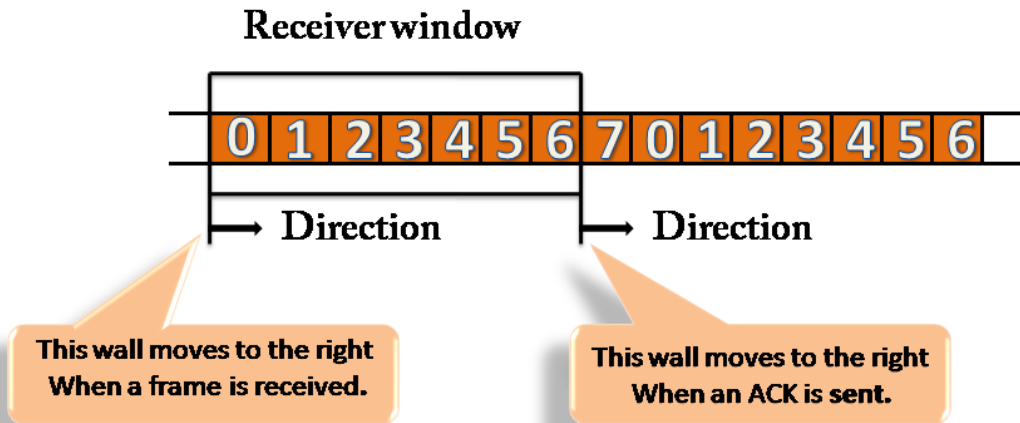 Receiver window
0 1 2 3 4 5 6 7 0 1 2 3 4 5 6
Direction Direction
This wall moves to the right
When a frame is received.
This wall moves to the right
When an ACK is sent.